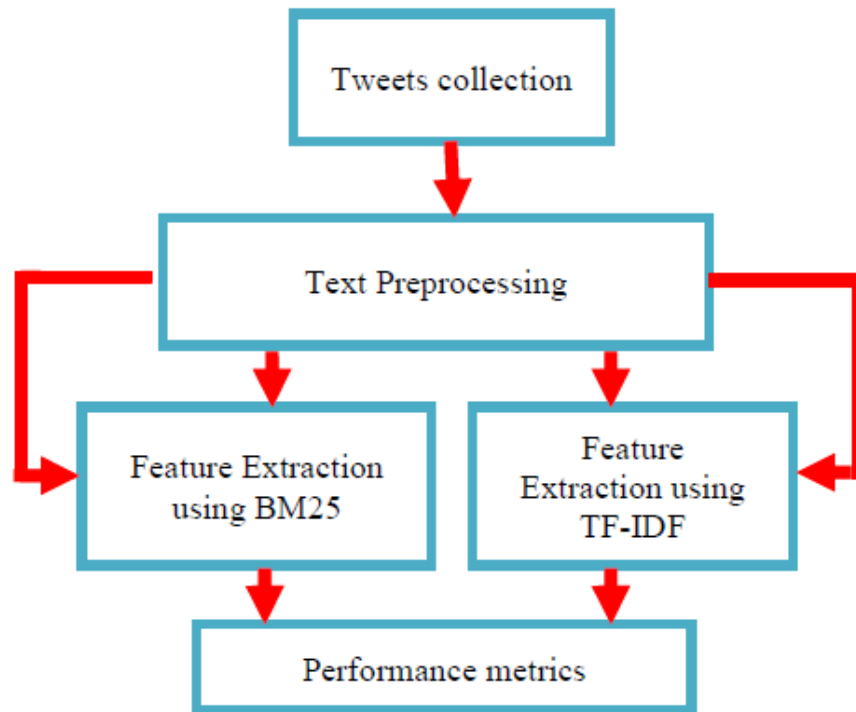 Tweets collection
Text Preprocessing
Feature Extraction
using BM25
Feature
Extraction using
TF-IDF
Performance metrics